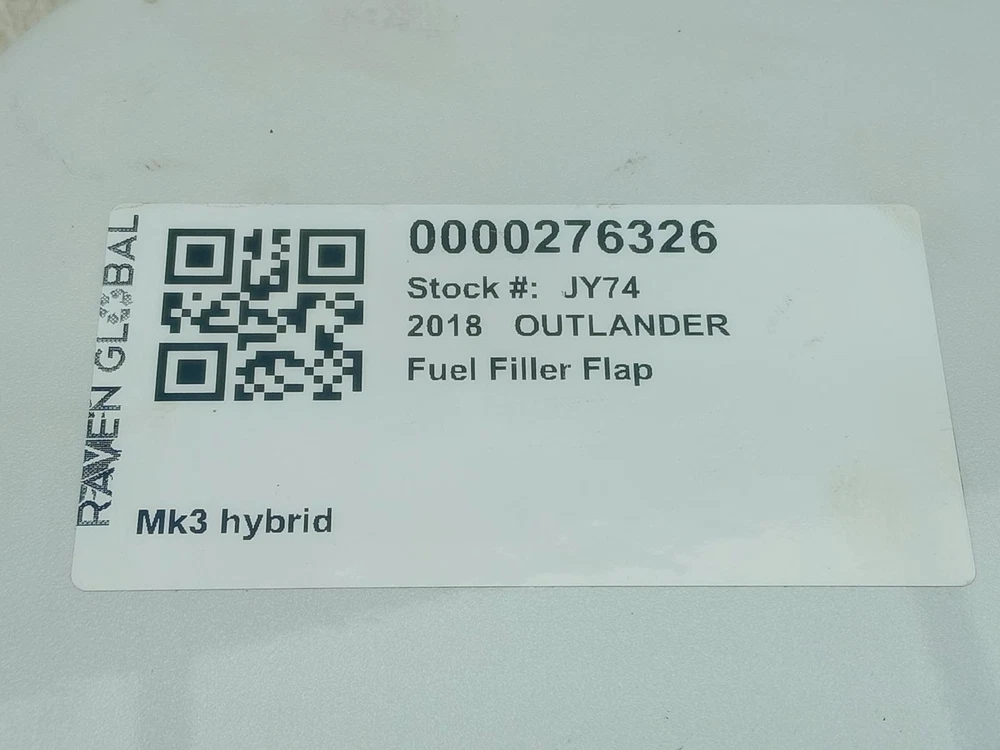 RAVEN GLOBAL
0000276326
Stock #: JY74
2018 OUTLANDER
Fuel Filler Flap
Mk3 hybrid